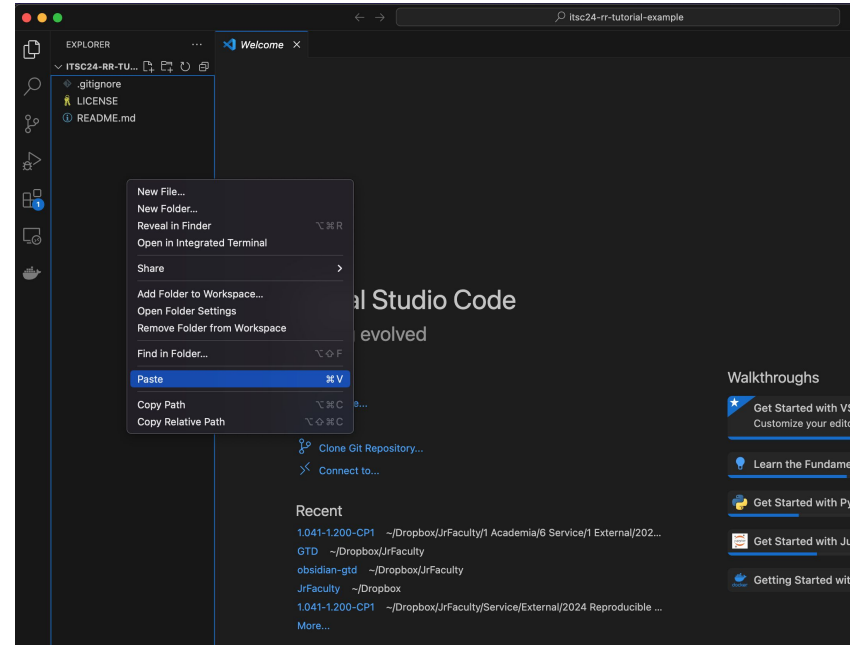 itsc24-rr-tutorial-example
EXPLORER
Welcome
ITSC24-RR-TU...
.gitignore
LICENSE
README.md
1
New File...
New Folder...
Reveal in Finder ⌥⌘R
Open in Integrated Terminal
Share
Add Folder to Workspace...
Open Folder Settings
Remove Folder from Workspace
Find in Folder... ⌥⇧F
Paste ⌘V
Copy Path ⌥⌘C
Copy Relative Path ⌥⇧⌘C
al Studio Code
evolved
e...
Clone Git Repository...
Connect to...
Recent
1.041-1.200-CP1 ~/Dropbox/JrFaculty/1 Academia/6 Service/1 External/202...
GTD ~/Dropbox/JrFaculty
obsidian-gtd ~/Dropbox/JrFaculty
JrFaculty ~/Dropbox
1.041-1.200-CP1 ~/Dropbox/JrFaculty/Service/External/2024 Reproducible ...
More...
Walkthroughs
Get Started with VS
Customize your edito
Learn the Fundame
Get Started with Py
Get Started with Ju
Getting Started wit